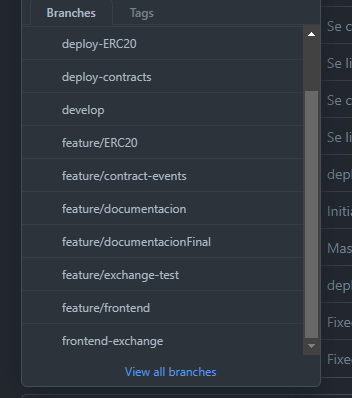 Branches Tags
deploy-ERC20
Se c
deploy-contracts
Se li
develop
Se c
feature/ERC20
Se li
feature/contract-events
depl
feature/documentacion
Initia
feature/documentacionFinal
Mas
feature/exchange-test
depl
feature/frontend
Fixe
frontend-exchange
Fixe
View all branches